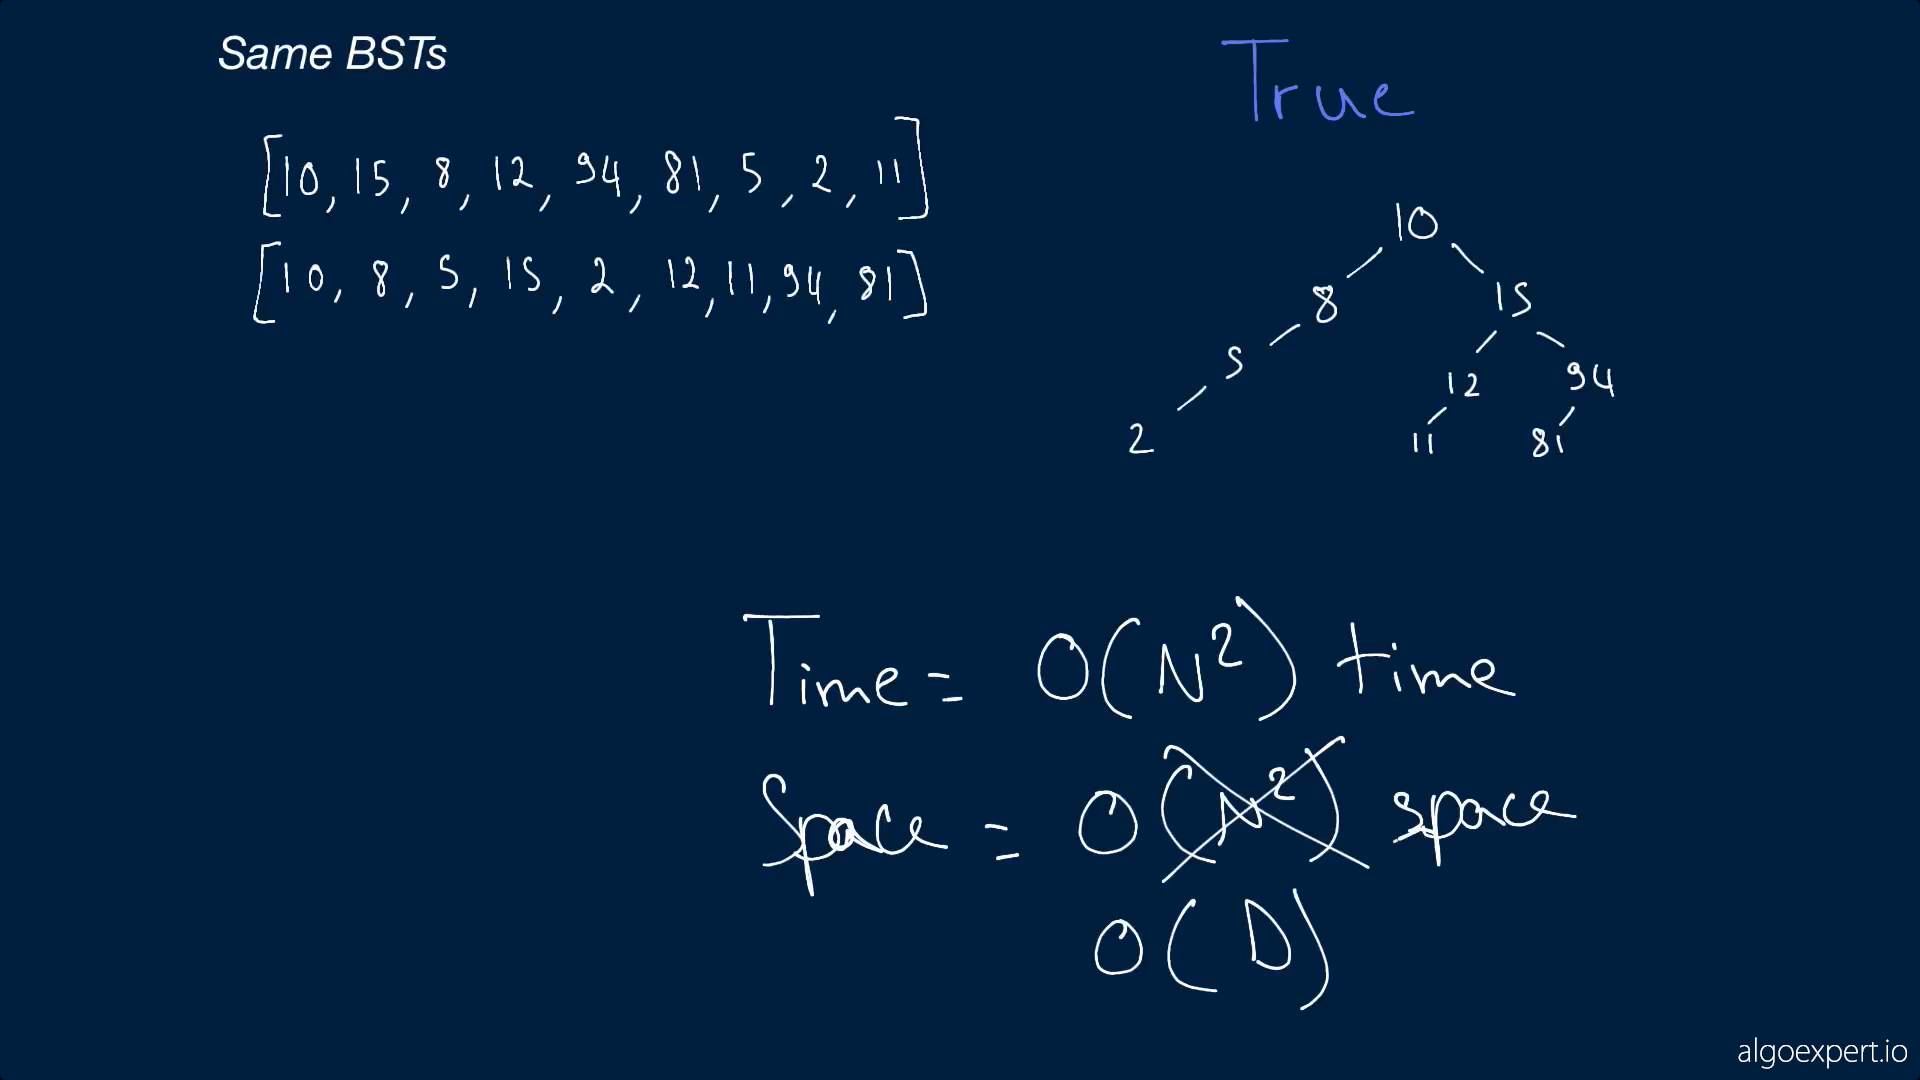 Same BSTs
True
[10, 15, 8, 12, 94, 81, 5, 2, 11]
[10, 8, 5, 15, 2, 12, 11, 94, 81]
10
8 15
5 12 94
2 11 81
Time = O(N²) time
Space = O(N²) space
O(D)
algoexpert.io